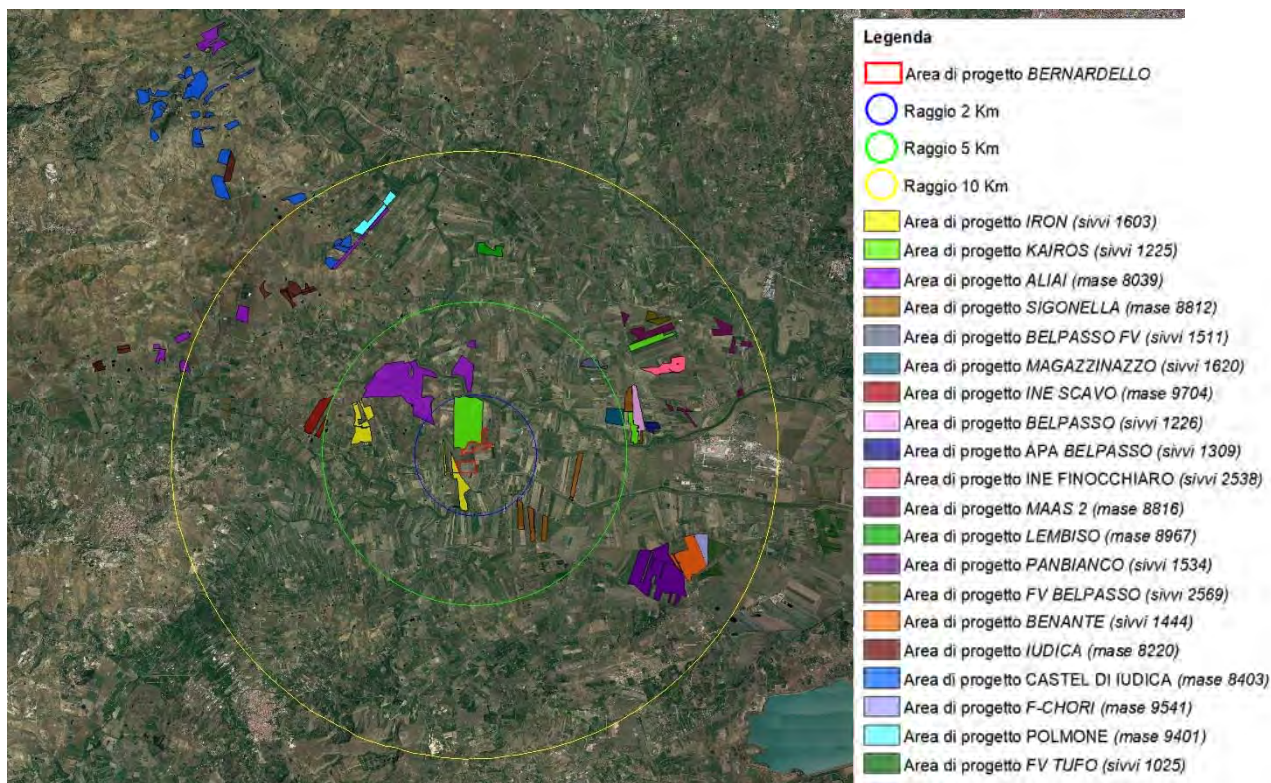 Legenda
Area di progetto BERNARDELLO
Raggio 2 Km
Raggio 5 Km
Raggio 10 Km
Area di progetto IRON (sivvi 1603)
Area di progetto KAIROS (sivvi 1225)
Area di progetto ALIAI (mase 8039)
Area di progetto SIGONELLA (mase 8812)
Area di progetto BELPASSO FV (sivvi 1511)
Area di progetto MAGAZZINAZZO (sivvi 1620)
Area di progetto INE SCAVO (mase 9704)
Area di progetto BELPASSO (sivvi 1226)
Area di progetto APA BELPASSO (sivvi 1309)
Area di progetto INE FINOCCHIARO (sivvi 2538)
Area di progetto MAAS 2 (mase 8816)
Area di progetto LEMBISO (mase 8967)
Area di progetto PANBIANCO (sivvi 1534)
Area di progetto FV BELPASSO (sivvi 2569)
Area di progetto BENANTE (sivvi 1444)
Area di progetto IUDICA (mase 8220)
Area di progetto CASTEL DI IUDICA (mase 8403)
Area di progetto F-CHORI (mase 9541)
Area di progetto POLMONE (mase 9401)
Area di progetto FV TUFO (sivvi 1025)